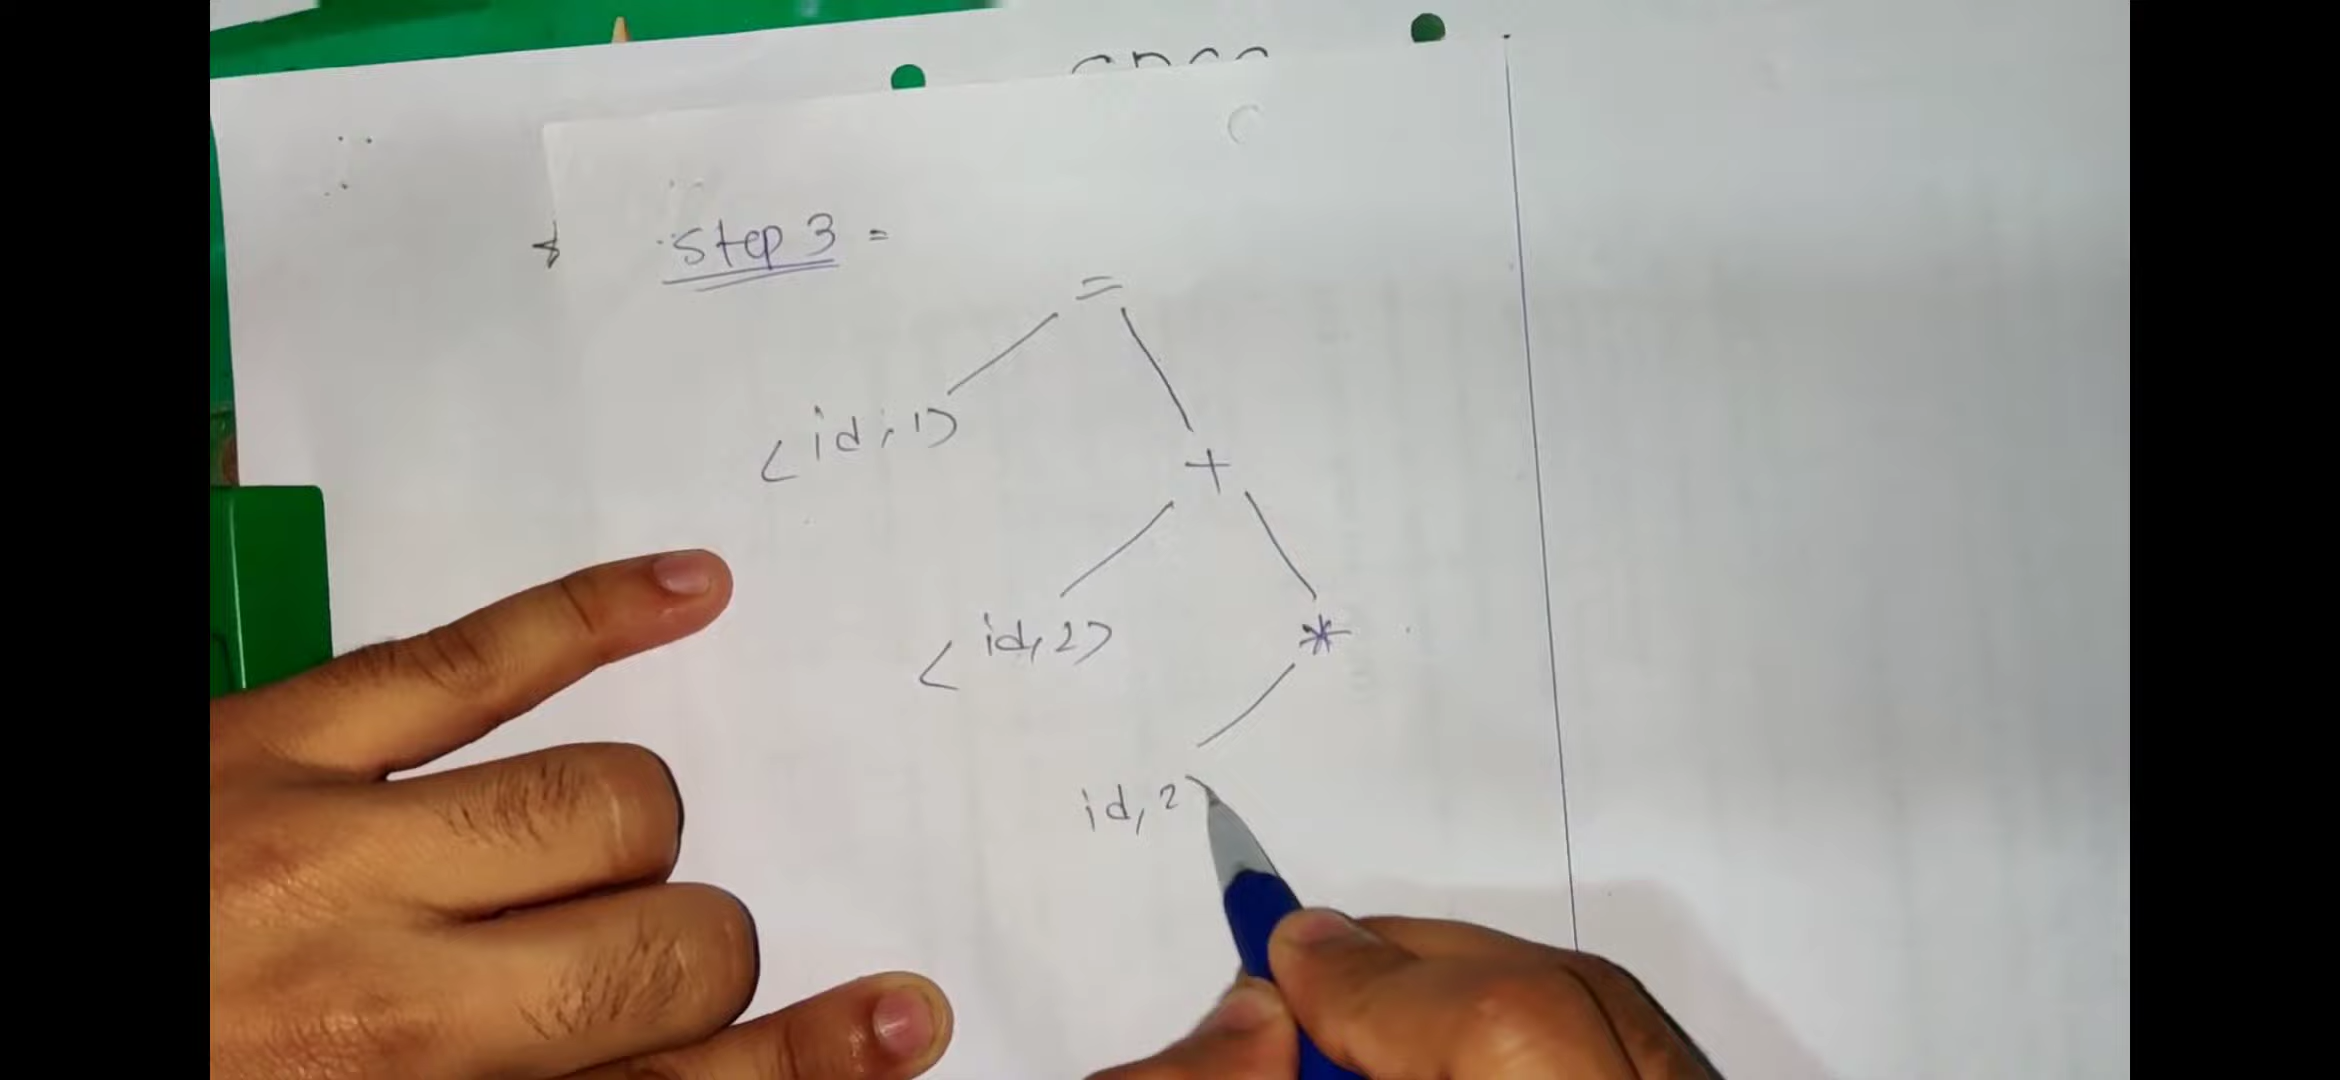 Step 3 =
=
<id, 1>
+
<id, 2>
*
id, 2